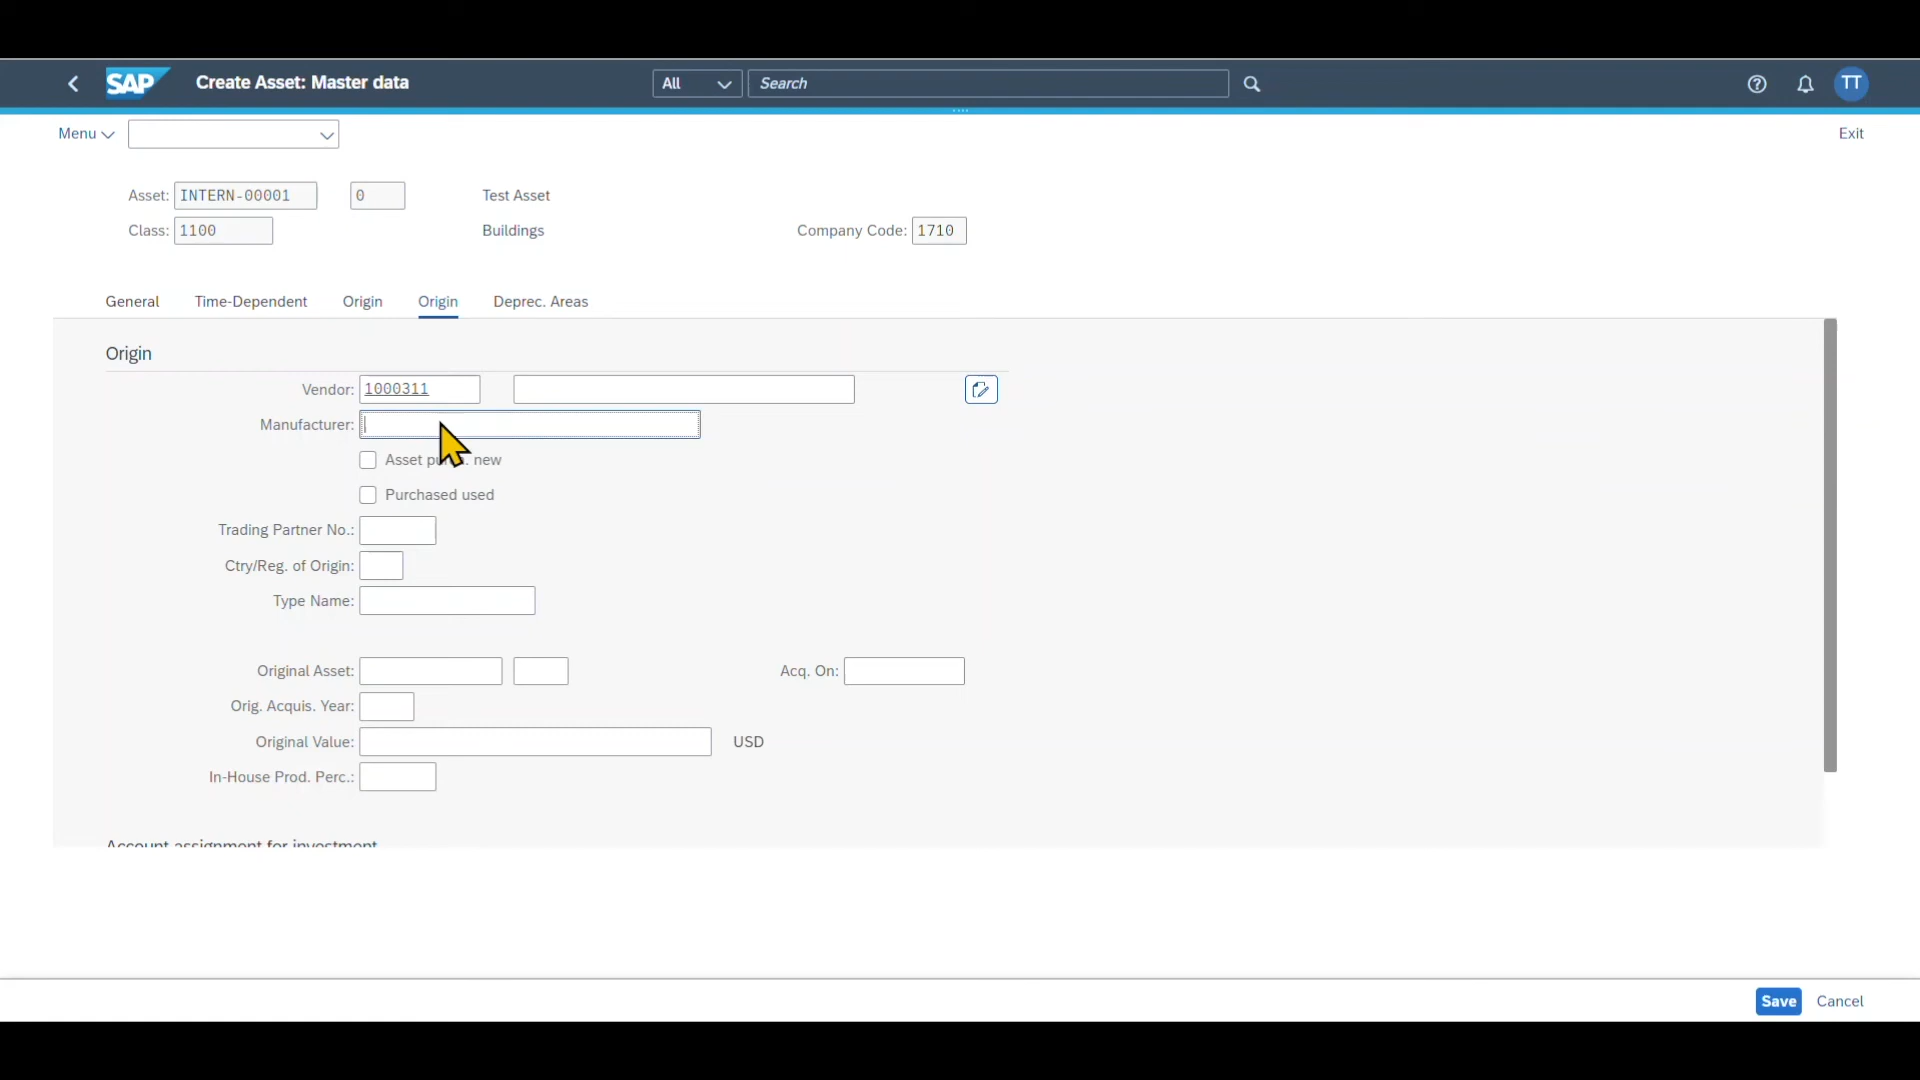 SAP Create Asset: Master data All Search TT
Menu Exit
Asset: INTERN-00001 0 Test Asset
Class: 1100 Buildings Company Code: 1710
General Time-Dependent Origin Origin Deprec. Areas
Origin
Vendor: 1000311
Manufacturer:
Asset new
Purchased used
Trading Partner No.:
Ctry/Reg. of Origin:
Type Name:
Original Asset: Acq. On:
Orig. Acquis. Year:
Original Value: USD
In-House Prod. Perc.:
Account assignment for investment
Save Cancel